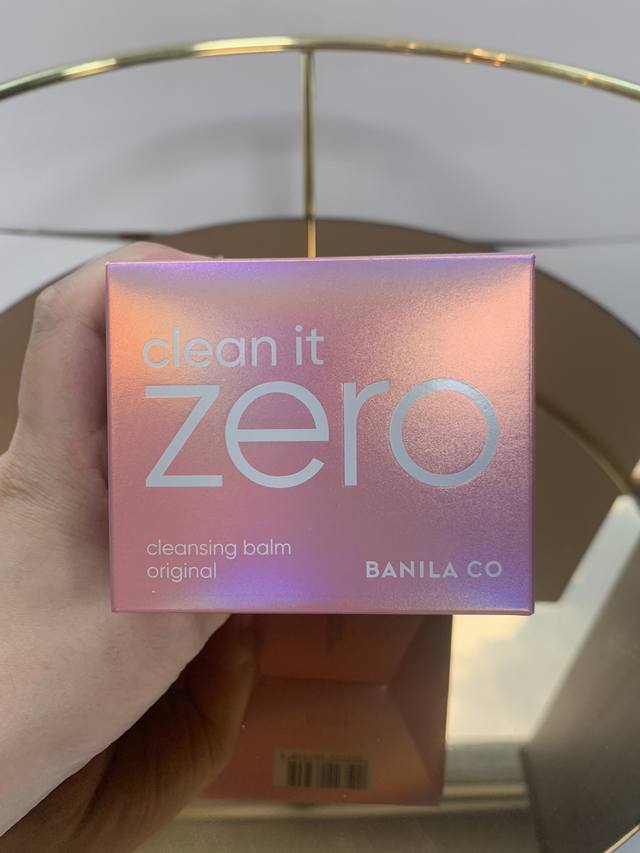 clean it
zero
cleansing balm
original
BANILA CO